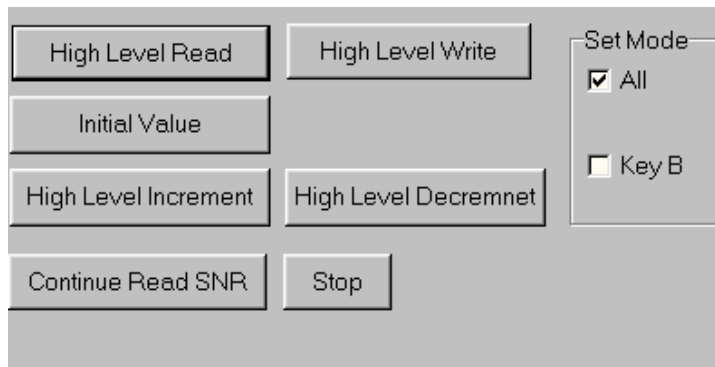 High Level Read
High Level Write
Set Mode
All
Initial Value
Key B
High Level Increment
High Level Decremnet
Continue Read SNR
Stop